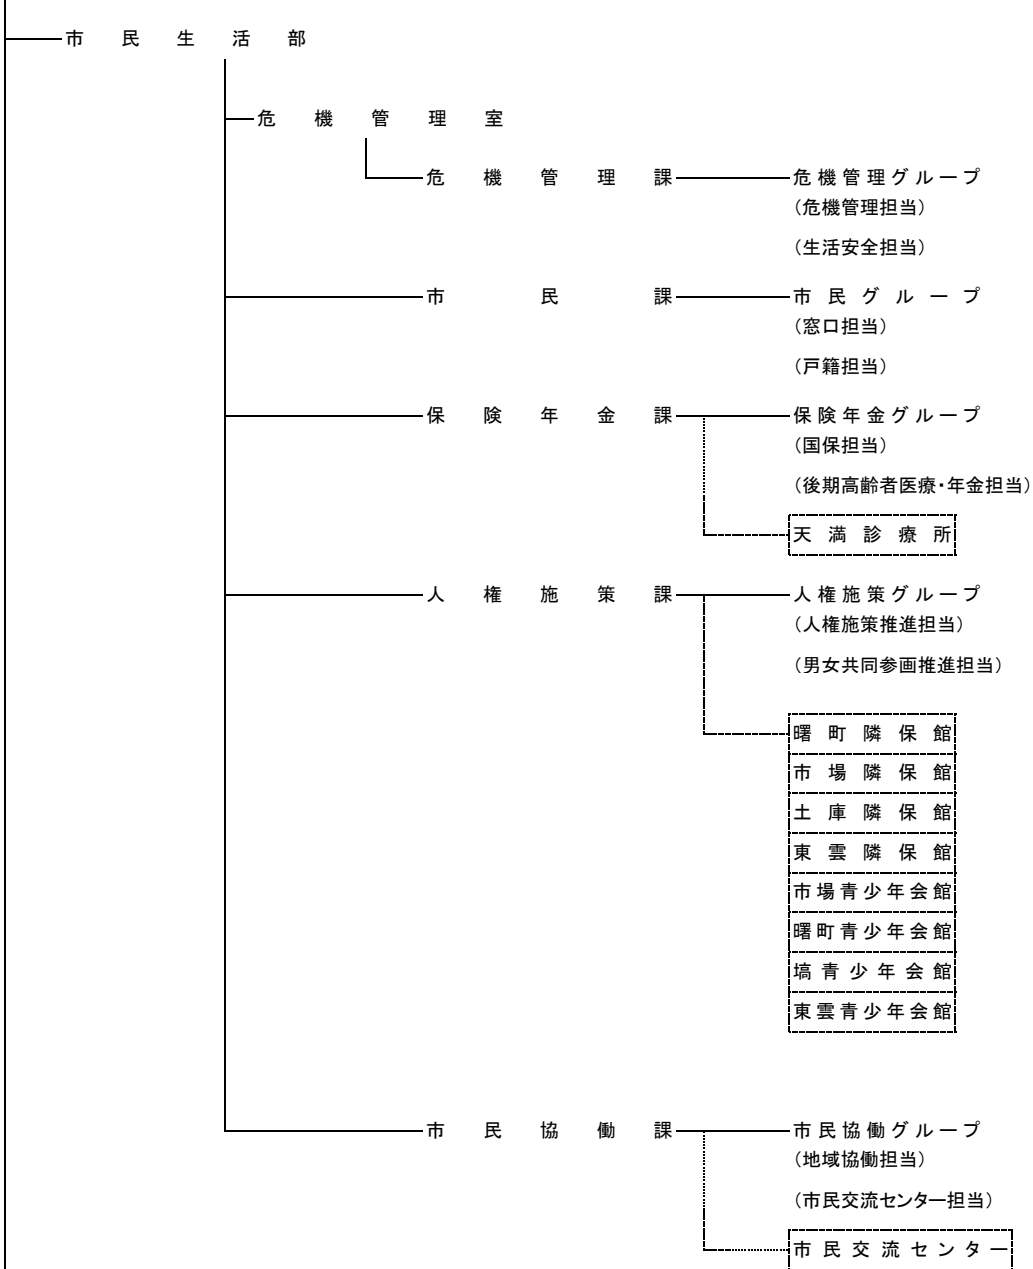 市民生活部
危機管理室
危機管理課 危機管理グループ
(危機管理担当)
(生活安全担当)
市民課 市民グループ
(窓口担当)
(戸籍担当)
保険年金課 保険年金グループ
(国保担当)
(後期高齢者医療・年金担当)
天満診療所
人権施策課 人権施策グループ
(人権施策推進担当)
(男女共同参画推進担当)
曙町隣保館
市場隣保館
土庫隣保館
東雲隣保館
市場青少年会館
曙町青少年会館
塙青少年会館
東雲青少年会館
市民協働課 市民協働グループ
(地域協働担当)
(市民交流センター担当)
市民交流センター